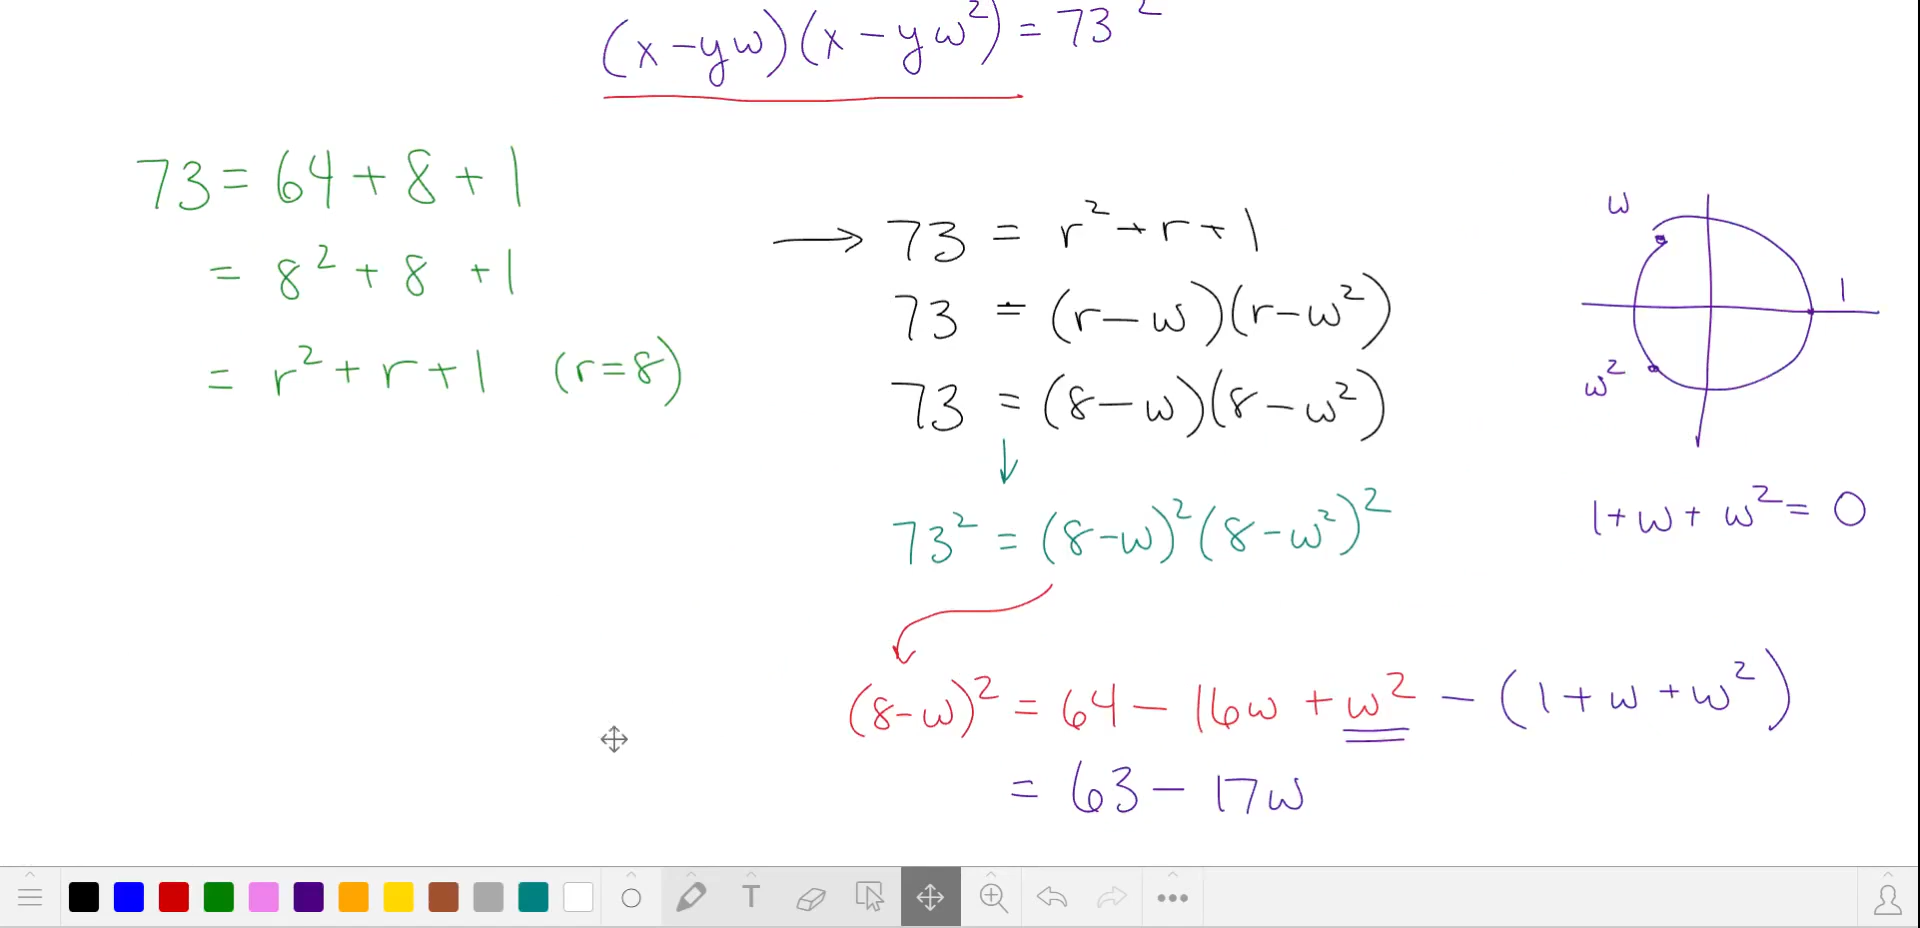 (x-yω)(x-yω²) = 73²
73 = 64 + 8 + 1
= 8² + 8 + 1
= r² + r + 1 (r=8)
→ 73 = r² + r + 1
73 = (r-ω)(r-ω²)
73 = (8-ω)(8-ω²)
↓
73² = (8-ω)²(8-ω²)²
(8-ω)² = 64 - 16ω + ω² - (1+ω+ω²)
= 63 - 17ω
ω
1
ω²
1+ω+ω² = 0
T